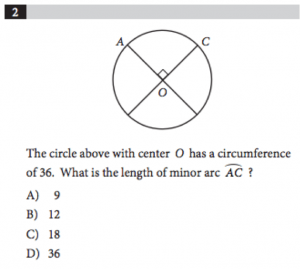 2
A
C
O
The circle above with center O has a circumference
of 36. What is the length of minor arc AC ?
A) 9
B) 12
C) 18
D) 36